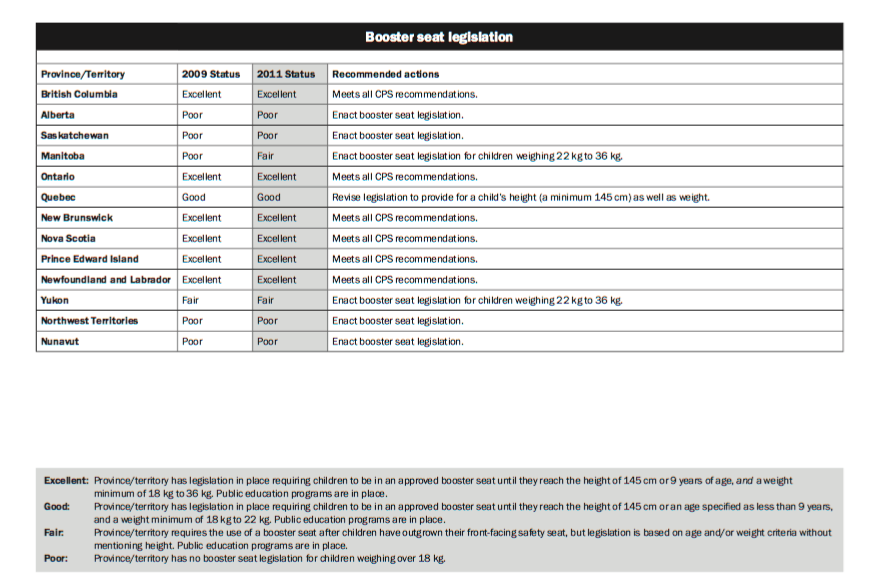 Booster seat legislation
Province/Territory 2009 Status 2011 Status Recommended actions
British Columbia Excellent Excellent Meets all CPS recommendations.
Alberta Poor Poor Enact booster seat legislation.
Saskatchewan Poor Poor Enact booster seat legislation.
Manitoba Poor Fair Enact booster seat legislation for children weighing 22 kg to 36 kg.
Ontario Excellent Excellent Meets all CPS recommendations.
Quebec Good Good Revise legislation to provide for a child's height (a minimum 145 cm) as well as weight.
New Brunswick Excellent Excellent Meets all CPS recommendations.
Nova Scotia Excellent Excellent Meets all CPS recommendations.
Prince Edward Island Excellent Excellent Meets all CPS recommendations.
Newfoundland and Labrador Excellent Excellent Meets all CPS recommendations.
Yukon Fair Fair Enact booster seat legislation for children weighing 22 kg to 36 kg.
Northwest Territories Poor Poor Enact booster seat legislation.
Nunavut Poor Poor Enact booster seat legislation.
Excellent: Province/territory has legislation in place requiring children to be in an approved booster seat until they reach the height of 145 cm or 9 years of age, and a weight
minimum of 18 kg to 36 kg. Public education programs are in place.
Good: Province/territory has legislation in place requiring children to be in an approved booster seat until they reach the height of 145 cm or an age specified as less than 9 years,
and a weight minimum of 18 kg to 22 kg. Public education programs are in place.
Fair: Province/territory requires the use of a booster seat after children have outgrown their front-facing safety seat, but legislation is based on age and/or weight criteria without
mentioning height. Public education programs are in place.
Poor: Province/territory has no booster seat legislation for children weighing over 18 kg.